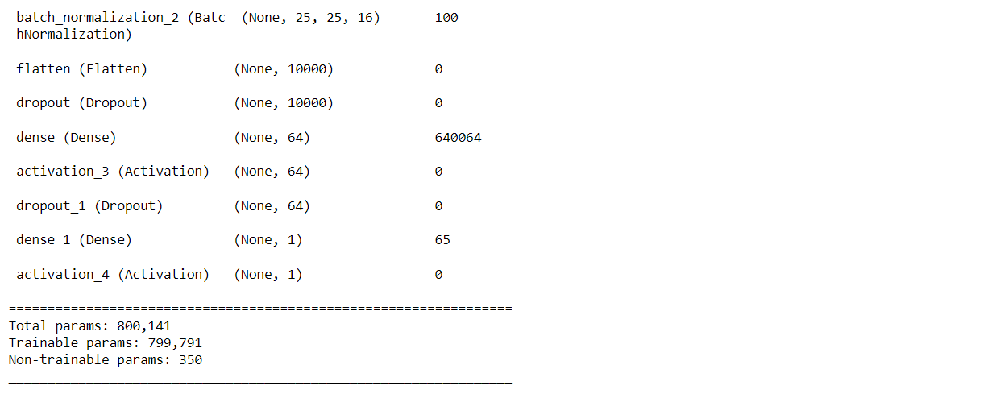 batch_normalization_2 (Batc  (None, 25, 25, 16)       100
hNormalization)
flatten (Flatten)           (None, 10000)             0
dropout (Dropout)           (None, 10000)             0
dense (Dense)               (None, 64)                640064
activation_3 (Activation)   (None, 64)                0
dropout_1 (Dropout)         (None, 64)                0
dense_1 (Dense)             (None, 1)                 65
activation_4 (Activation)   (None, 1)                 0
=================================================================
Total params: 800,141
Trainable params: 799,791
Non-trainable params: 350
_________________________________________________________________